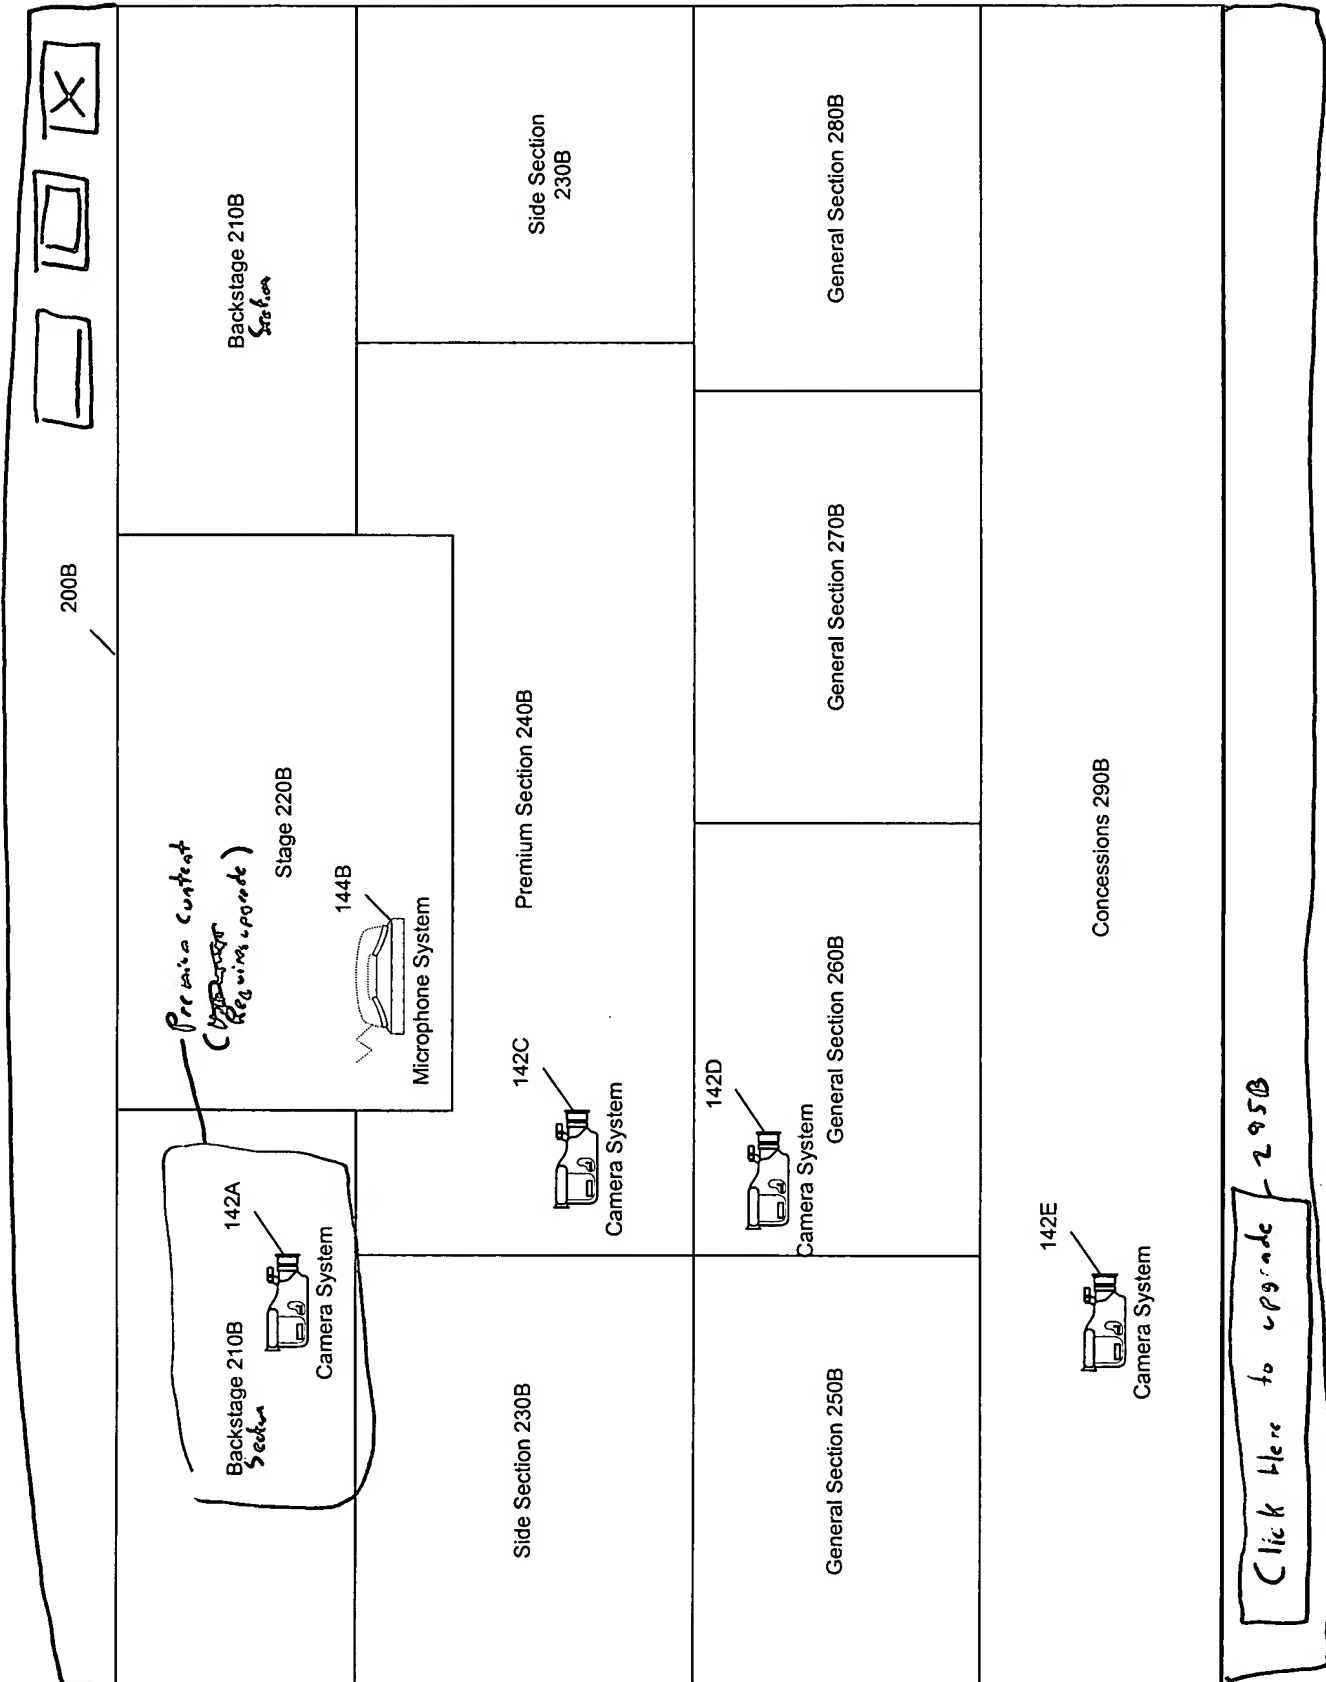 200B
Premium Content
(
Requires upgrade)
Backstage 210B
Section
142A
Camera System
Stage 220B
144B
Microphone System
Backstage 210B
Section
Side Section 230B
142C
Camera System
Premium Section 240B
Side Section
230B
General Section 250B
142D
Camera System
General Section 260B
General Section 270B
General Section 280B
142E
Camera System
Concessions 290B
Click Here to upgrade
295B